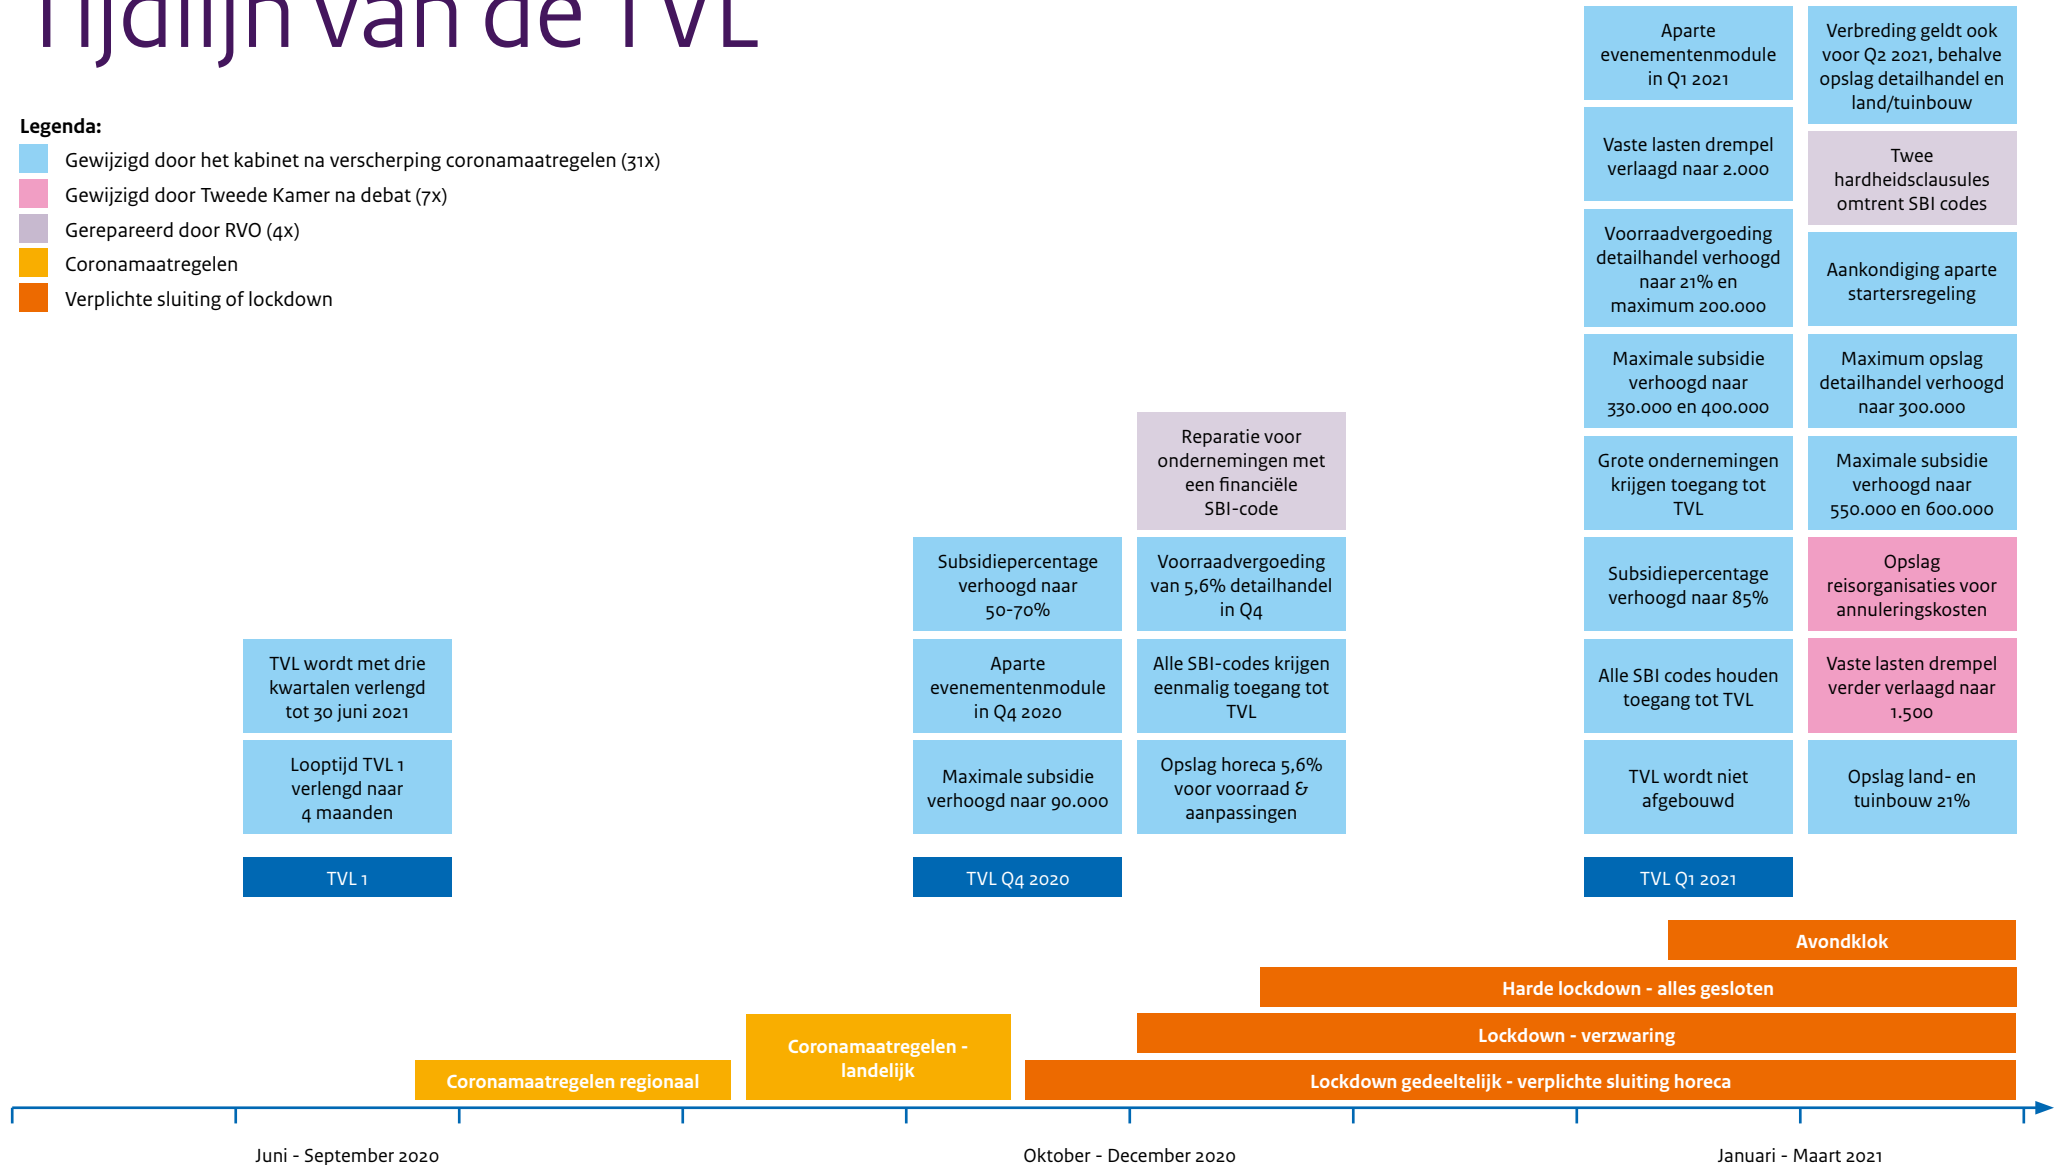 Tijdlijn van de TVL
Legenda:
Gewijzigd door het kabinet na verscherping coronamaatregelen (31x)
Gewijzigd door Tweede Kamer na debat (7x)
Gerepareerd door RVO (4x)
Coronamaatregelen
Verplichte sluiting of lockdown
TVL wordt met drie
kwartalen verlengd
tot 30 juni 2021
Looptijd TVL 1
verlengd naar
4 maanden
TVL 1
Subsidiepercentage
verhoogd naar
50-70%
Aparte
evenementenmodule
in Q4 2020
Maximale subsidie
verhoogd naar 90.000
TVL Q4 2020
Reparatie voor
ondernemingen met
een financiële
SBI-code
Voorraadvergoeding
van 5,6% detailhandel
in Q4
Alle SBI-codes krijgen
eenmalig toegang tot
TVL
Opslag horeca 5,6%
voor voorraad &
aanpassingen
Aparte
evenementenmodule
in Q1 2021
Vaste lasten drempel
verlaagd naar 2.000
Voorraadvergoeding
detailhandel verhoogd
naar 21% en
maximum 200.000
Maximale subsidie
verhoogd naar
330.000 en 400.000
Grote ondernemingen
krijgen toegang tot
TVL
Subsidiepercentage
verhoogd naar 85%
Alle SBI codes houden
toegang tot TVL
TVL wordt niet
afgebouwd
TVL Q1 2021
Verbreding geldt ook
voor Q2 2021, behalve
opslag detailhandel en
land/tuinbouw
Twee
hardheidsclausules
omtrent SBI codes
Aankondiging aparte
startersregeling
Maximum opslag
detailhandel verhoogd
naar 300.000
Maximale subsidie
verhoogd naar
550.000 en 600.000
Opslag
reisorganisaties voor
annuleringskosten
Vaste lasten drempel
verder verlaagd naar
1.500
Opslag land- en
tuinbouw 21%
Avondklok
Harde lockdown - alles gesloten
Lockdown - verzwaring
Coronamaatregelen -
landelijk
Coronamaatregelen regionaal
Lockdown gedeeltelijk - verplichte sluiting horeca
Juni - September 2020
Oktober - December 2020
Januari - Maart 2021